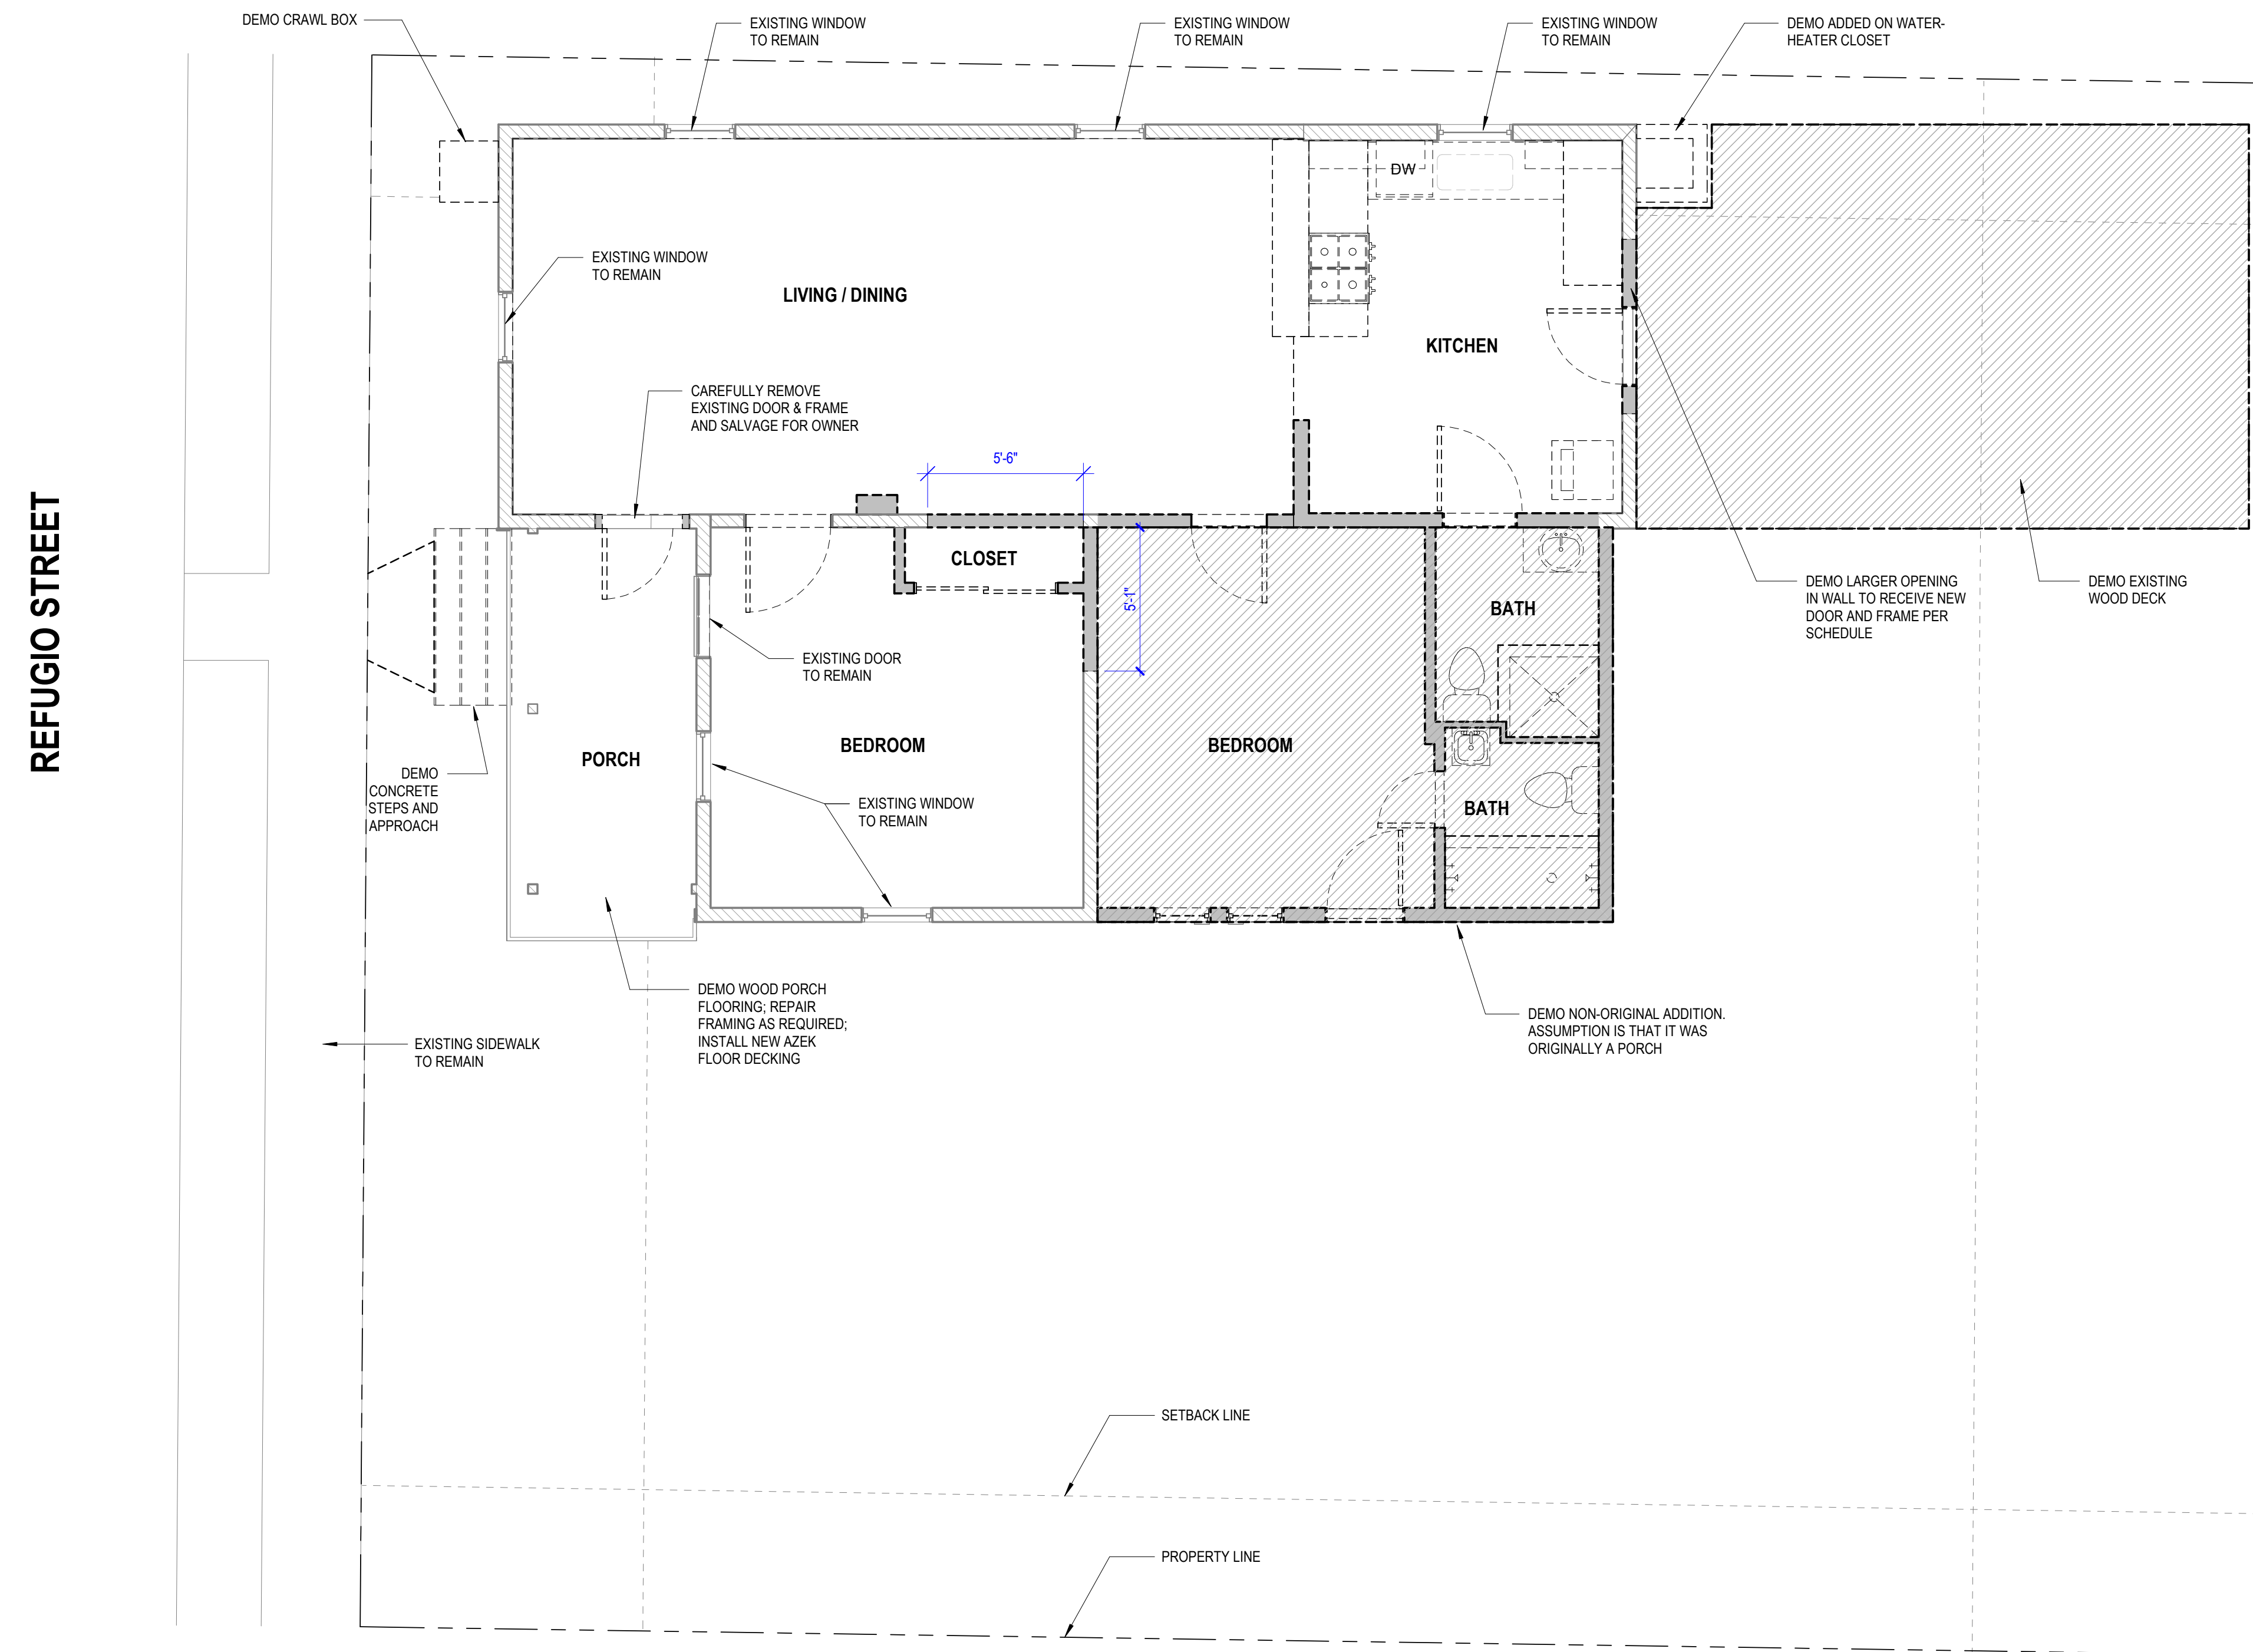 DEMO CRAWL BOX
EXISTING WINDOW
TO REMAIN
EXISTING WINDOW
TO REMAIN
EXISTING WINDOW
TO REMAIN
DEMO ADDED ON WATER-
HEATER CLOSET
DW
EXISTING WINDOW
TO REMAIN
LIVING / DINING
KITCHEN
CAREFULLY REMOVE
EXISTING DOOR & FRAME
AND SALVAGE FOR OWNER
5'-6"
REFUGIO STREET
CLOSET
5'-1"
BATH
DEMO LARGER OPENING
IN WALL TO RECEIVE NEW
DOOR AND FRAME PER
SCHEDULE
DEMO EXISTING
WOOD DECK
EXISTING DOOR
TO REMAIN
PORCH
BEDROOM
BEDROOM
DEMO
CONCRETE
STEPS AND
APPROACH
EXISTING WINDOW
TO REMAIN
BATH
DEMO WOOD PORCH
FLOORING; REPAIR
FRAMING AS REQUIRED;
INSTALL NEW AZEK
FLOOR DECKING
DEMO NON-ORIGINAL ADDITION.
ASSUMPTION IS THAT IT WAS
ORIGINALLY A PORCH
EXISTING SIDEWALK
TO REMAIN
SETBACK LINE
PROPERTY LINE